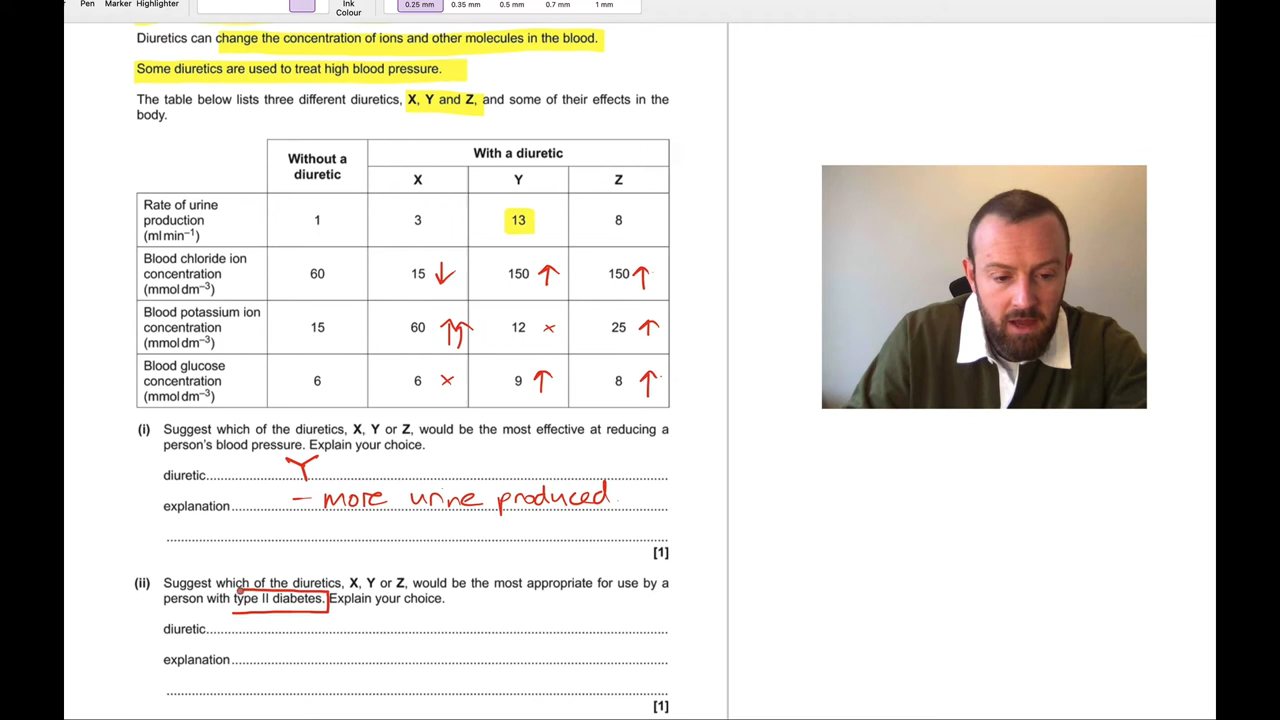 Pen Marker Highlighter Ink Colour 0.25 mm 0.35 mm 0.5 mm 0.7 mm 1 mm
Diuretics can change the concentration of ions and other molecules in the blood.
Some diuretics are used to treat high blood pressure.
The table below lists three different diuretics, X, Y and Z, and some of their effects in the
body.
Without a diuretic With a diuretic
X Y Z
Rate of urine production (ml min⁻¹) 1 3 13 8
Blood chloride ion concentration (mmol dm⁻³) 60 15 ↓ 150 ↑ 150 ↑
Blood potassium ion concentration (mmol dm⁻³) 15 60 ↑↑ 12 × 25 ↑
Blood glucose concentration (mmol dm⁻³) 6 6 × 9 ↑ 8 ↑
(i) Suggest which of the diuretics, X, Y or Z, would be the most effective at reducing a
person's blood pressure. Explain your choice.
diuretic Y
explanation – more urine produced.
[1]
(ii) Suggest which of the diuretics, X, Y or Z, would be the most appropriate for use by a
person with type II diabetes. Explain your choice.
diuretic
explanation
[1]